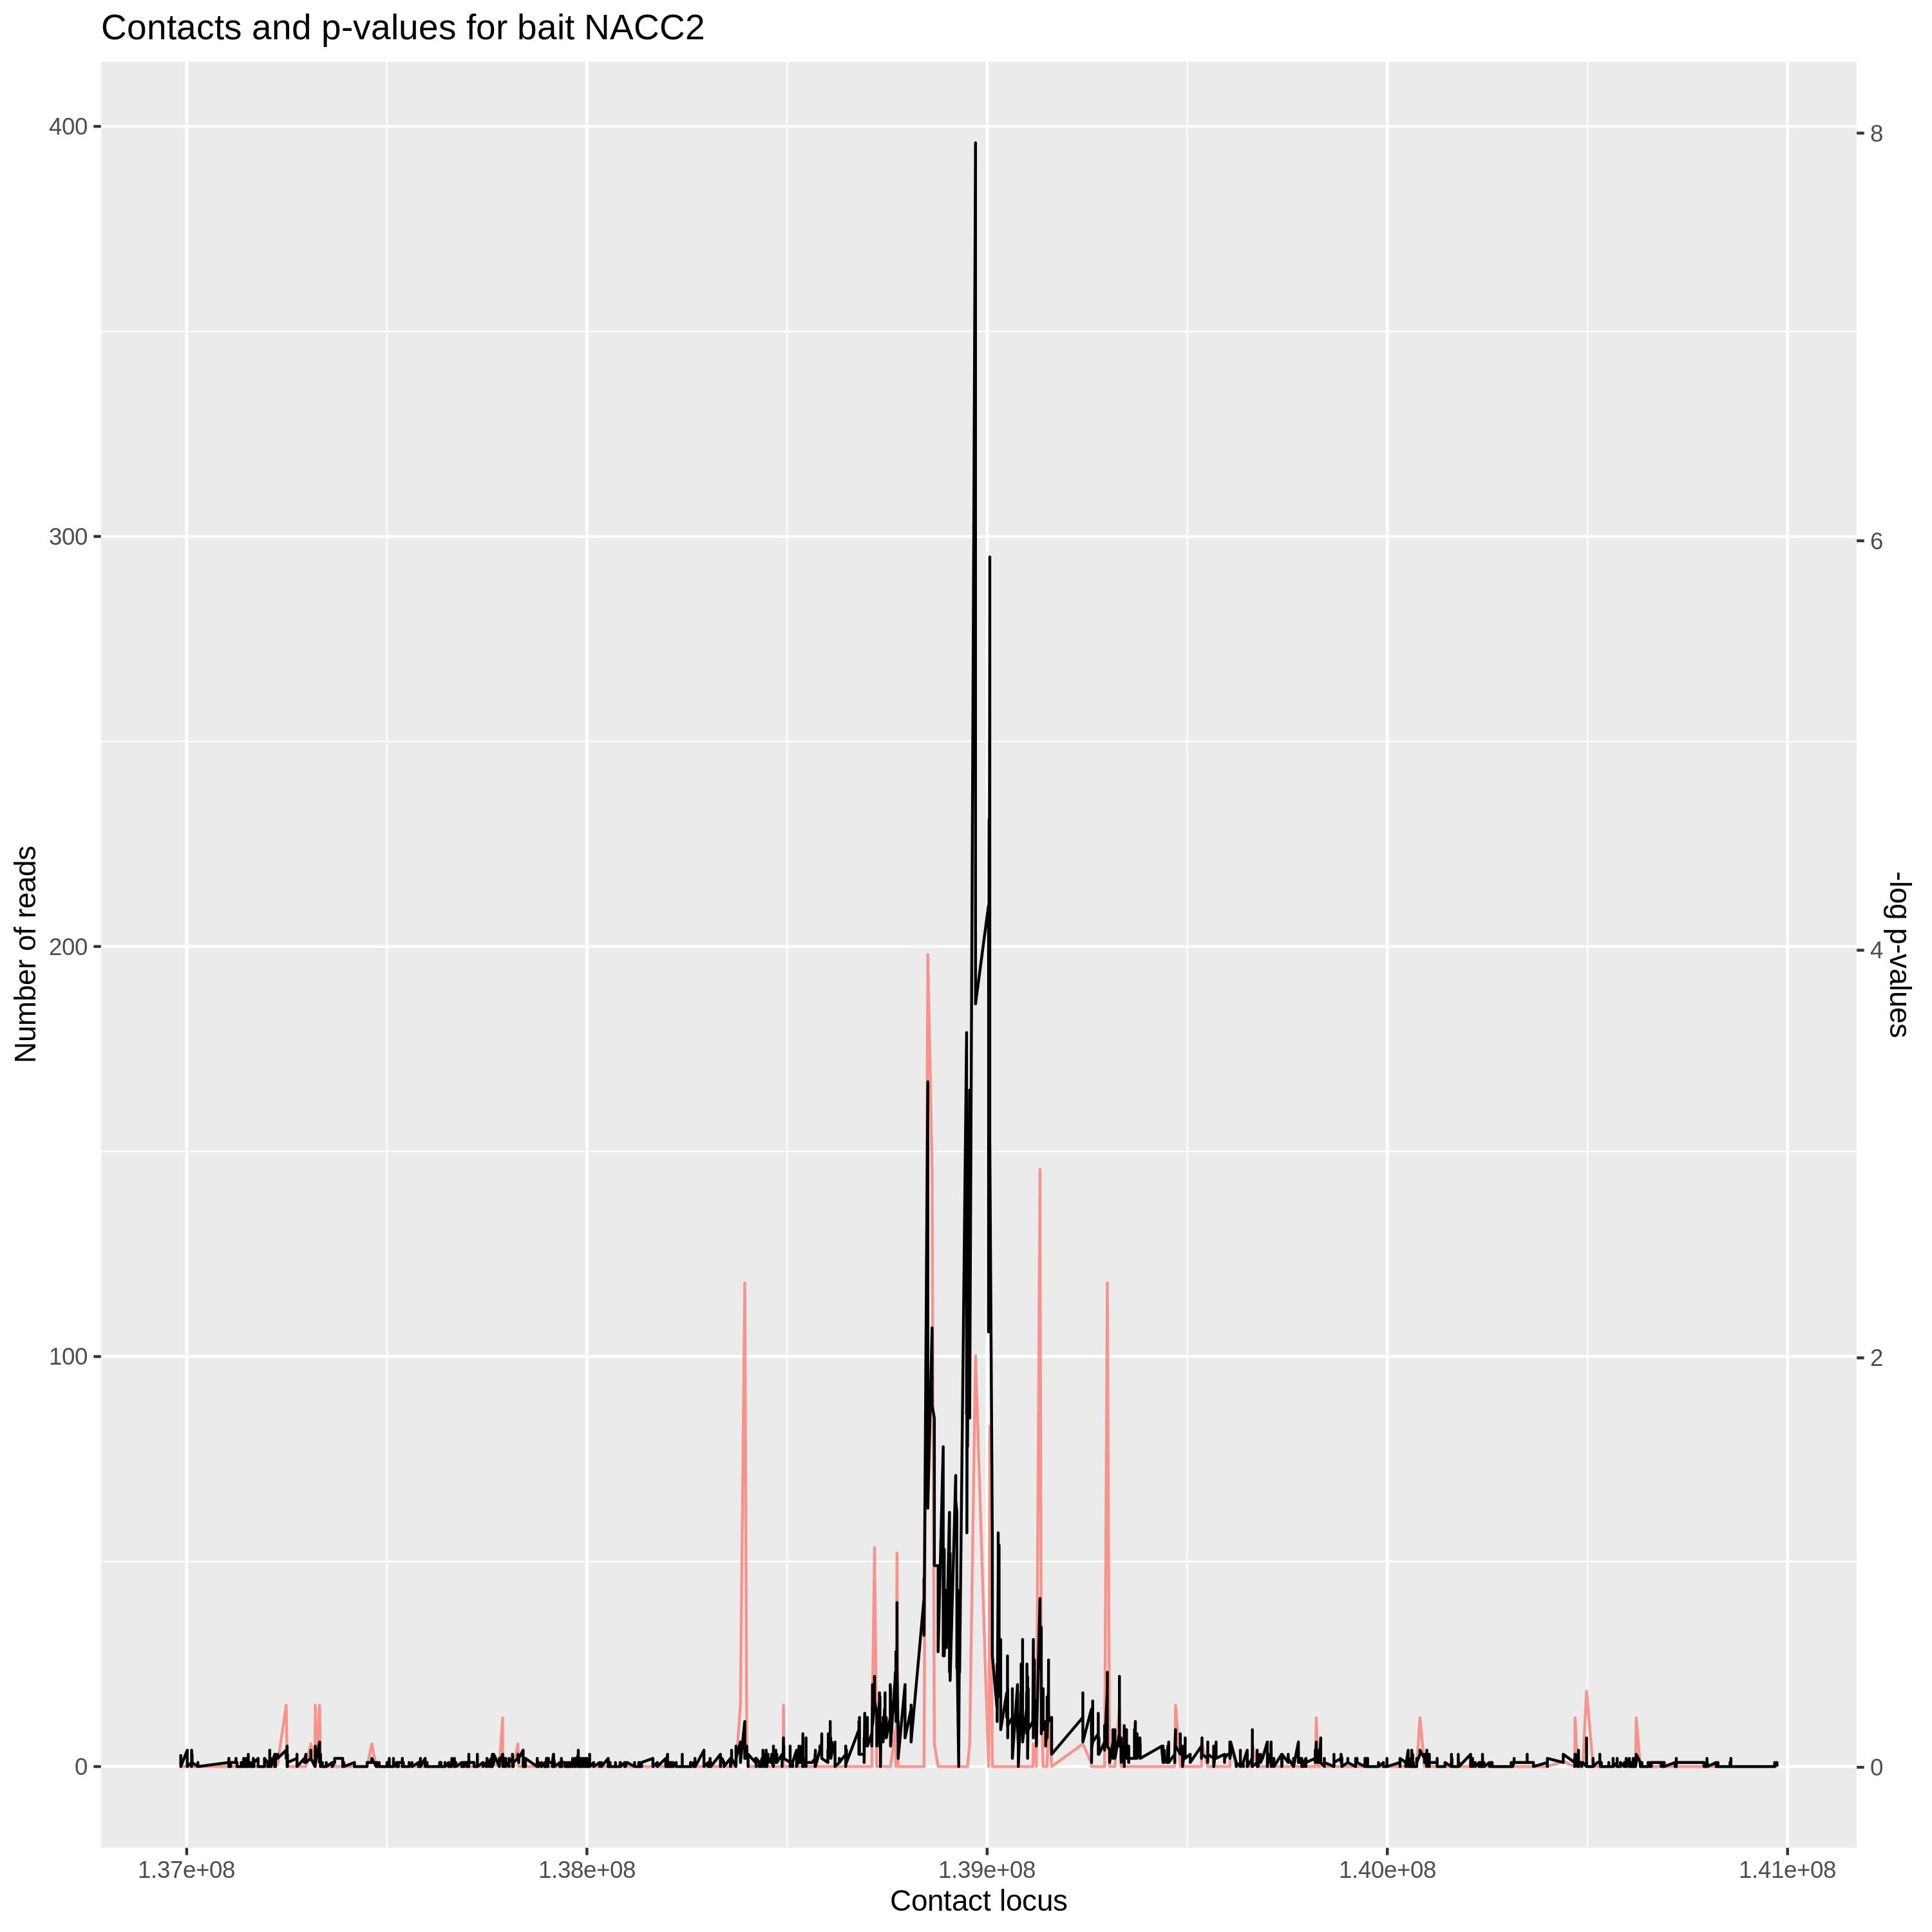 Contacts and p-values for bait NACC2
400
300
200
100
0
Number of reads
8
6
4
2
0
-log p-values
1.37e+08
1.38e+08
1.39e+08
1.40e+08
1.41e+08
Contact locus